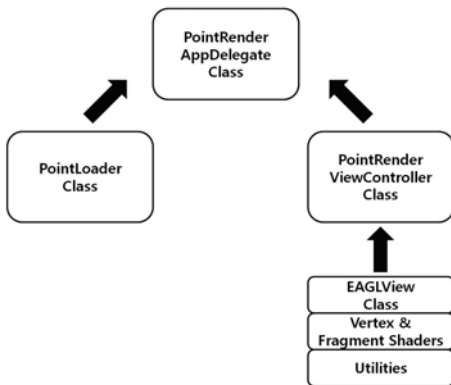 PointRender
AppDelegate
Class
PointLoader
Class
PointRender
ViewController
Class
EAGLView
Class
Vertex &
Fragment Shaders
Utilities